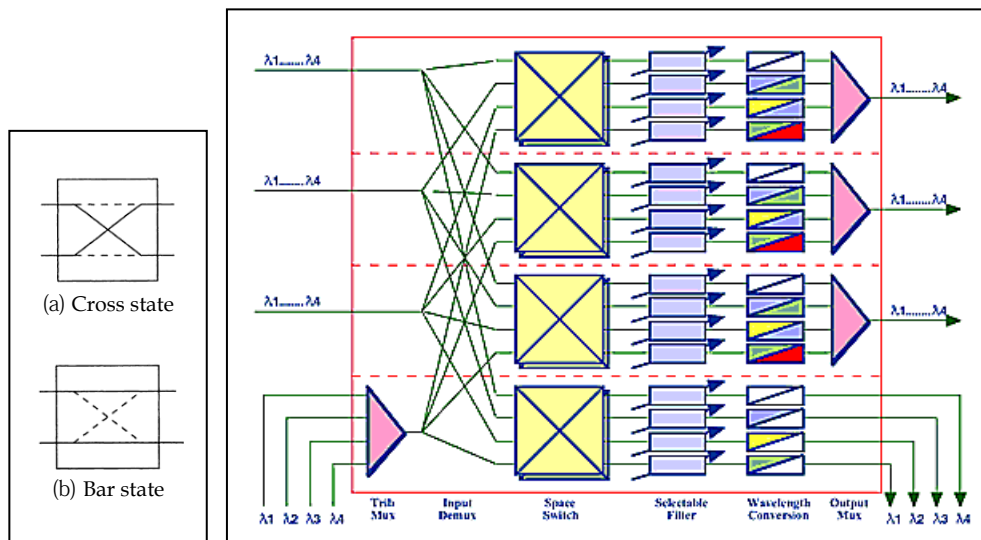 (a) Cross state
(b) Bar state
λ1........λ4
λ1........λ4
λ1........λ4
λ1........λ4
λ1........λ4
λ1........λ4
λ1 λ2 λ3 λ4
Trib Mux
Input Demux
Space Switch
Selectable Filter
Wavelength Conversion
Output Mux
λ1 λ2 λ3 λ4